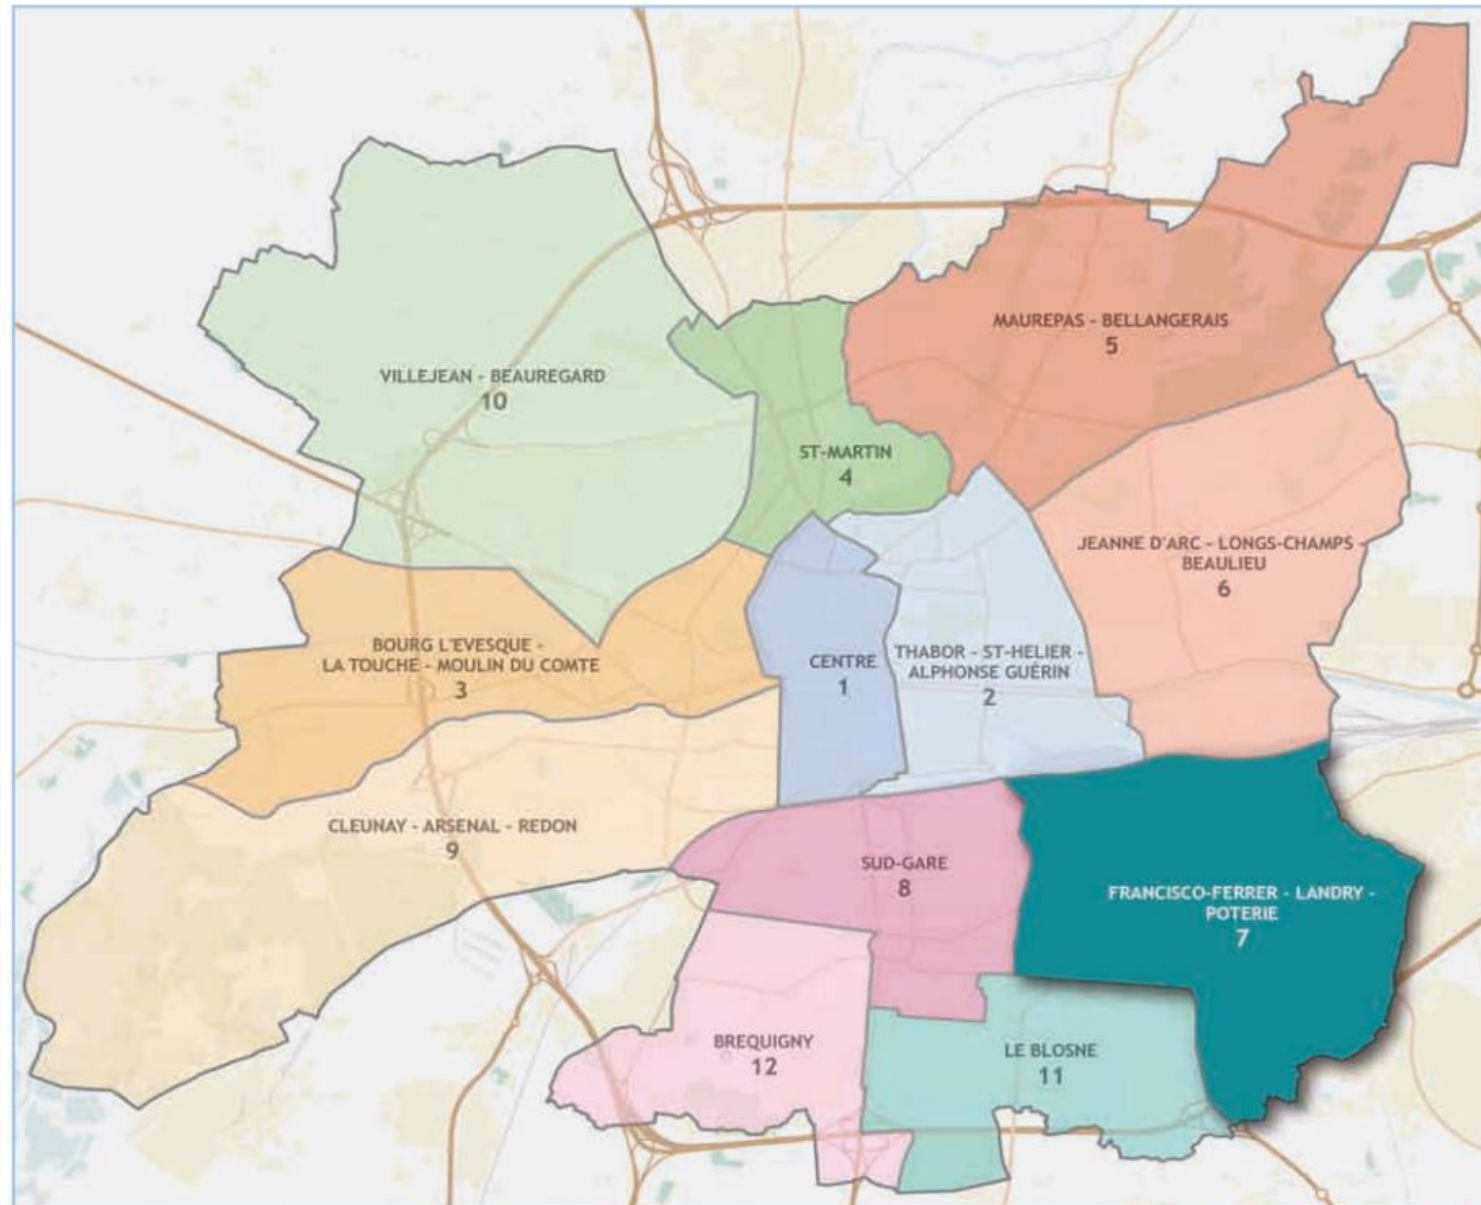 MAUREPAS - BELLANGERAIS
5
VILLEJEAN - BEAUREGARD
10
ST-MARTIN
4
JEANNE D'ARC - LONGS-CHAMPS -
BEAULIEU
6
BOURG L'EVESQUE -
LA TOUCHE - MOULIN DU COMTE
3
CENTRE
1
THABOR - ST-HELIER -
ALPHONSE GUÉRIN
2
CLEUNAY - ARSENAL - REDON
9
SUD-GARE
8
FRANCISCO-FERRER - LANDRY -
POTERIE
7
BREQUIGNY
12
LE BLOSNE
11